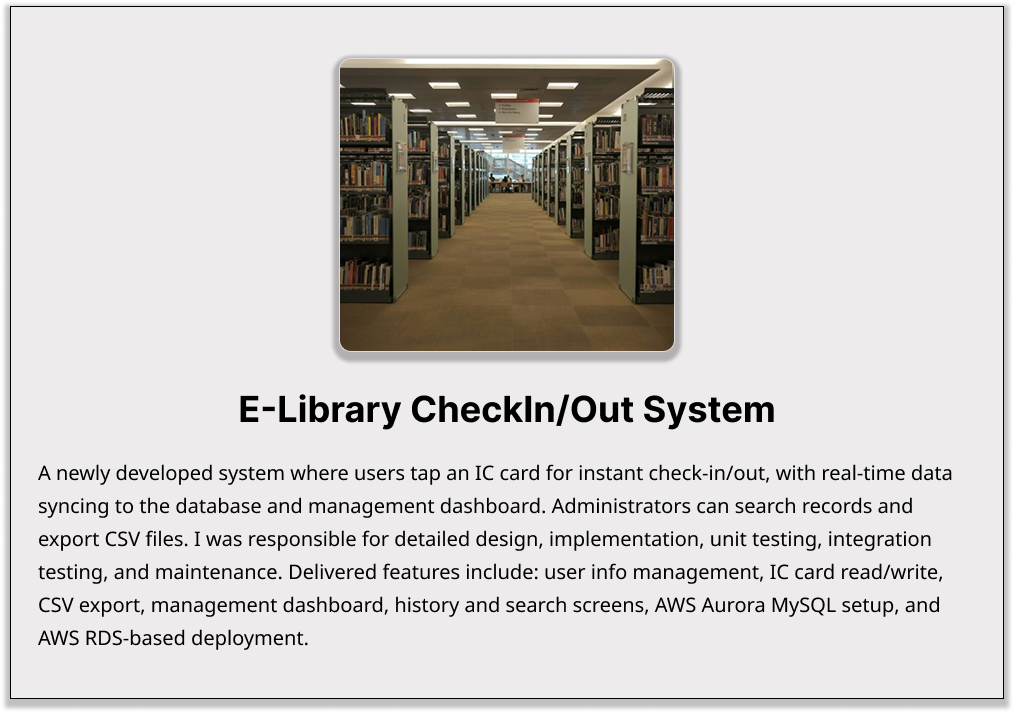 E-Library CheckIn/Out System
A newly developed system where users tap an IC card for instant check-in/out, with real-time data
syncing to the database and management dashboard. Administrators can search records and
export CSV files. I was responsible for detailed design, implementation, unit testing, integration
testing, and maintenance. Delivered features include: user info management, IC card read/write,
CSV export, management dashboard, history and search screens, AWS Aurora MySQL setup, and
AWS RDS-based deployment.